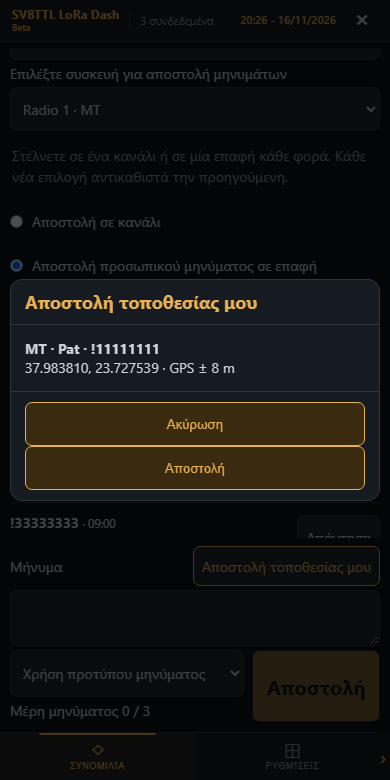 SV8TTL LoRa Dash
Beta
3 συνδεδεμένα
20:26 - 16/11/2026
Επιλέξτε συσκευή για αποστολή μηνυμάτων
Radio 1 · MT
Στέλνετε σε ένα κανάλι ή σε μία επαφή κάθε φορά. Κάθε
νέα επιλογή αντικαθιστά την προηγούμενη.
Αποστολή σε κανάλι
Αποστολή προσωπικού μηνύματος σε επαφή
Αποστολή τοποθεσίας μου
MT · Pat · !11111111
37.983810, 23.727539 · GPS ± 8 m
Ακύρωση
Αποστολή
!33333333 · 09:00
Απάντηση
Μήνυμα
Αποστολή τοποθεσίας μου
Χρήση προτύπου μηνύματος
Αποστολή
Μέρη μηνύματος 0 / 3
ΣΥΝΟΜΙΛΙΑ
ΡΥΘΜΊΣΕΙΣ